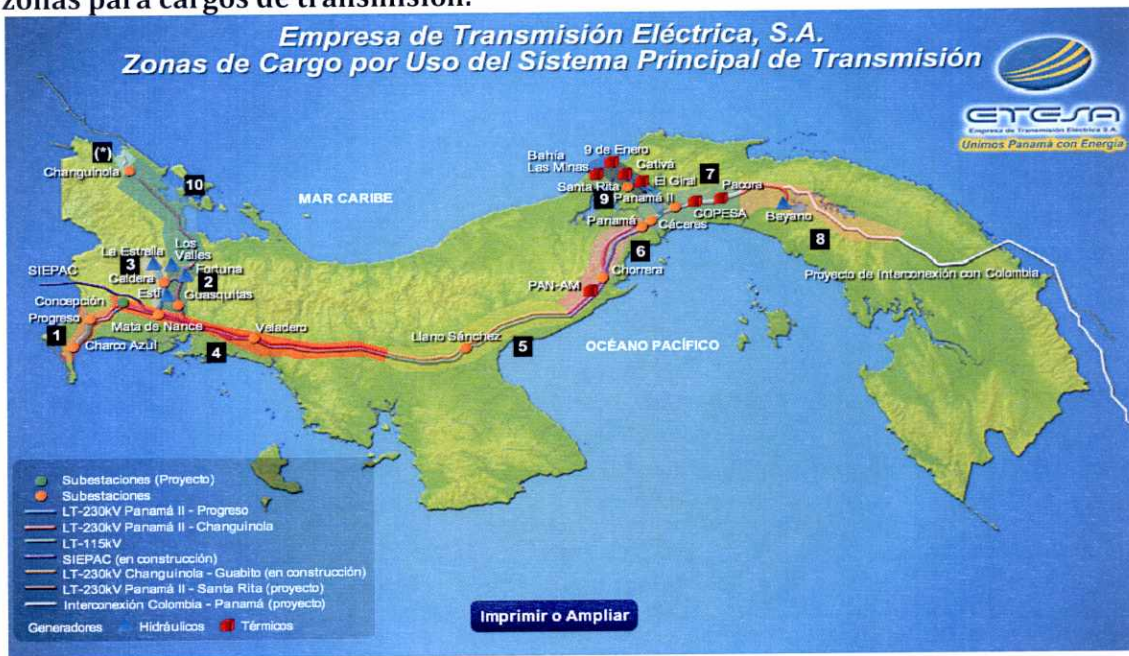 zonas para cargos de transmisión.
Empresa de Transmisión Eléctrica, S.A.
Zonas de Cargo por Uso del Sistema Principal de Transmisión
ETESA
Empresa de Transmisión Eléctrica S.A.
Unimos Panamá con Energía
(*)
Changuinola
10
MAR CARIBE
Bahía Las Minas
9 de Enero
Cativá
El Giral
Santa Rita
7
9
Panamá II
Pacora
COPESA
Panamá
Cáceres
Bayano
8
6
Chorrera
PAN-AM
Proyecto de interconexión con Colombia
La Estrella
Los Valles
3
SIEPAC
Caldera
Fortuna
2
Estí
Guasquitas
Concepción
Progreso
1
Mata de Nance
Charco Azul
4
Veladero
Llano Sánchez
5
OCÉANO PACÍFICO
Subestaciones (Proyecto)
Subestaciones
LT-230kV Panamá II - Progreso
LT-230kV Panamá II - Changuinola
LT-115kV
SIEPAC (en construcción)
LT-230kV Changuinola - Guabito (en construcción)
LT-230kV Panamá II - Santa Rita (proyecto)
Interconexión Colombia - Panamá (proyecto)
Generadores Hidráulicos Térmicos
Imprimir o Ampliar